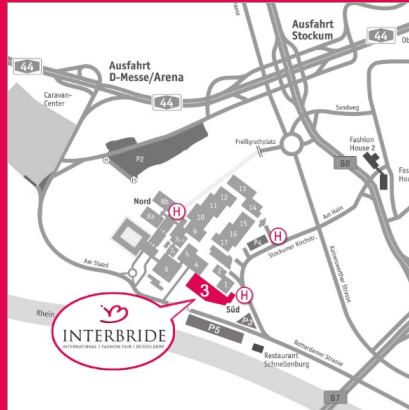 Ausfahrt
Stockum
44
Ausfahrt
D-Messe/Arena
44
44
Caravan-
Center
Sandweg
Freiligrathplatz
Fashion
House 2
P2
B8
H
H
Nord
H
8b
8a
13
12
11
14
10
9
15
16
17
P4
H
Am Hain
Stockumer Kirchstr.
Kaiserswerther Straße
Am Staad
5
4
6
1
3
H
Süd
Rhein
P3
P5
Rotterdamer Straße
INTERBRIDE
INTERNATIONAL FASHION FAIR DÜSSELDORF
Restaurant
Schnellenburg
B7